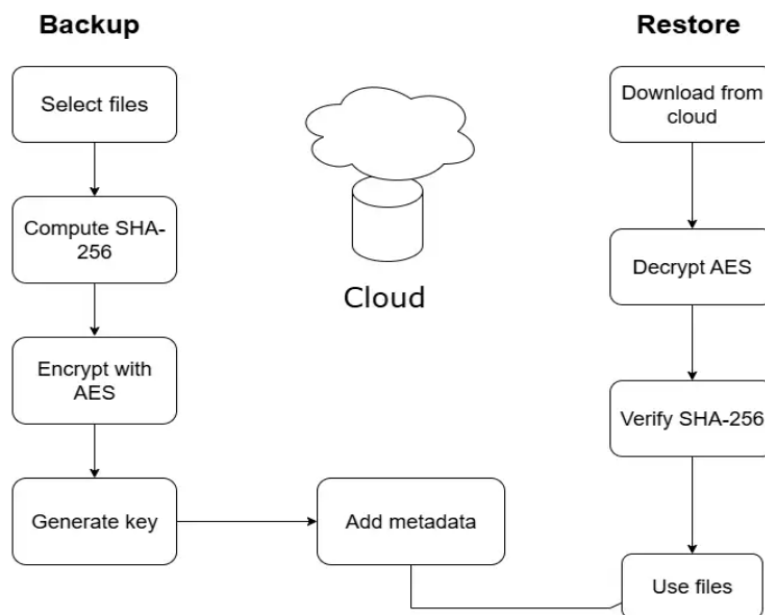 Backup
Select files
Compute SHA-
256
Encrypt with
AES
Generate key
Add metadata
Cloud
Restore
Download from
cloud
Decrypt AES
Verify SHA-256
Use files